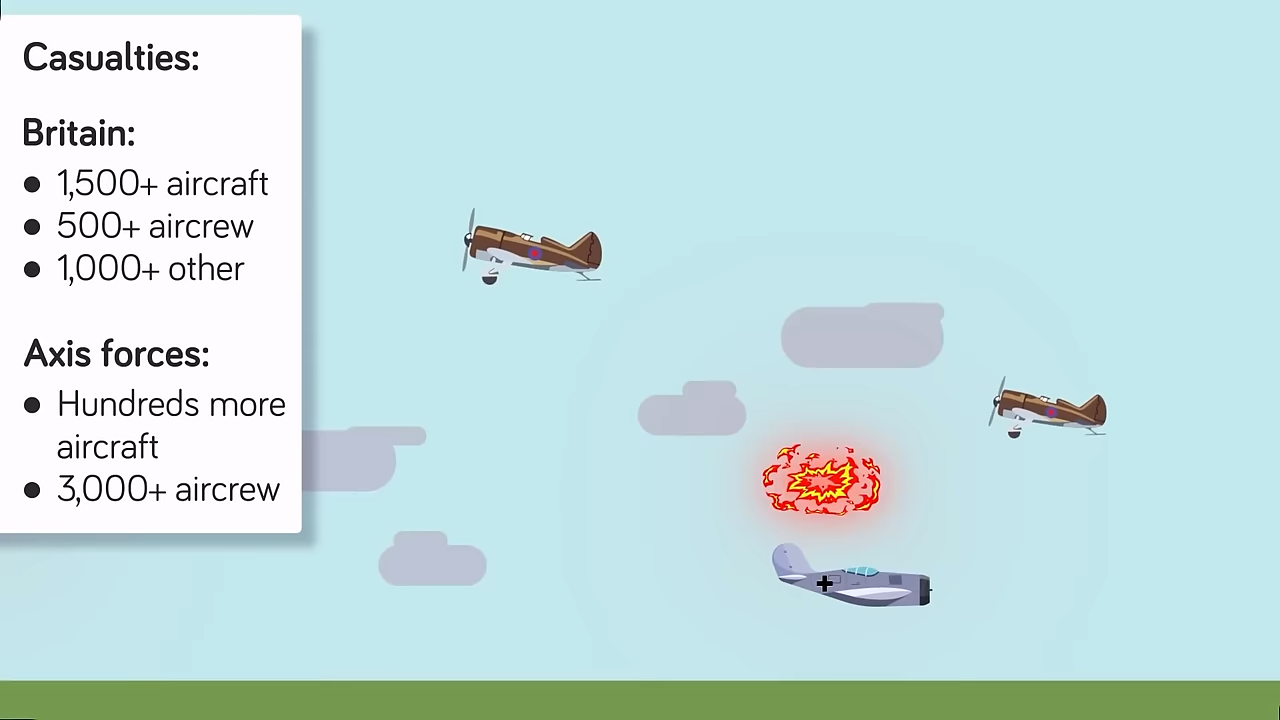 Casualties:
Britain:
● 1,500+ aircraft
● 500+ aircrew
● 1,000+ other
Axis forces:
● Hundreds more
aircraft
● 3,000+ aircrew